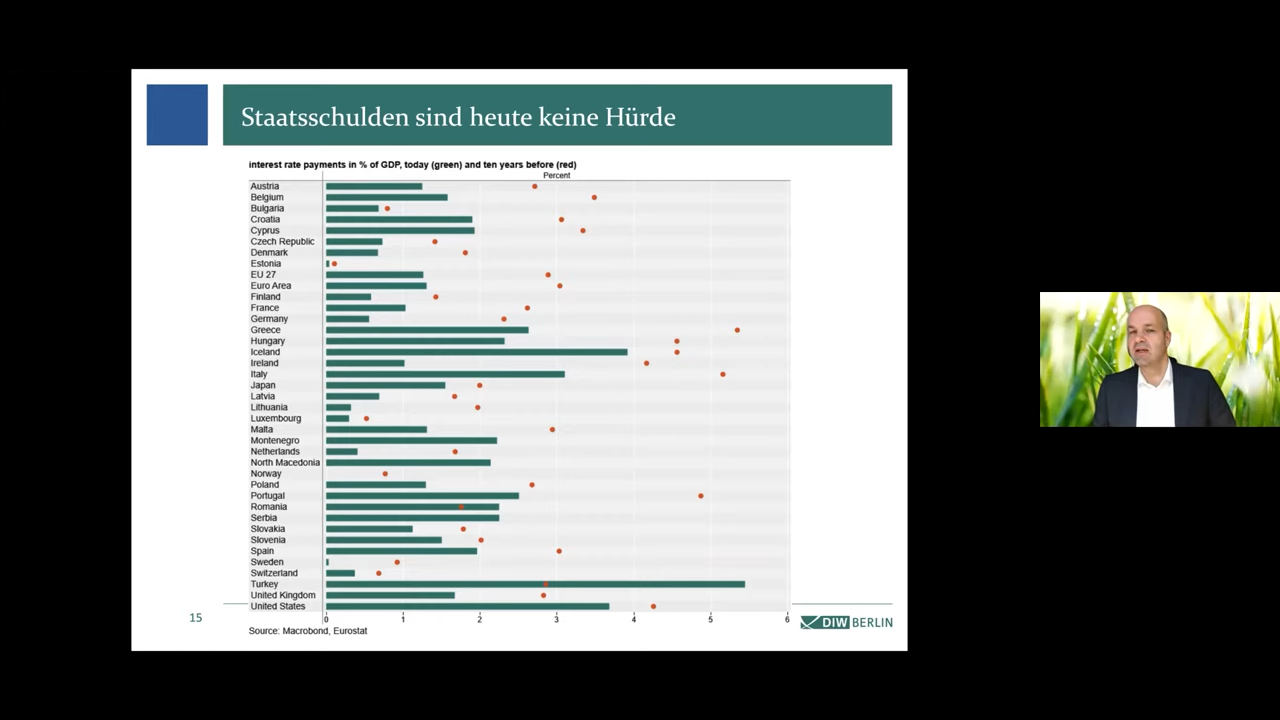 Staatsschulden sind heute keine Hürde
interest rate payments in % of GDP, today (green) and ten years before (red)
Percent
Austria
Belgium
Bulgaria
Croatia
Cyprus
Czech Republic
Denmark
Estonia
EU 27
Euro Area
Finland
France
Germany
Greece
Hungary
Iceland
Ireland
Italy
Japan
Latvia
Lithuania
Luxembourg
Malta
Montenegro
Netherlands
North Macedonia
Norway
Poland
Portugal
Romania
Serbia
Slovakia
Slovenia
Spain
Sweden
Switzerland
Turkey
United Kingdom
United States
0 1 2 3 4 5 6
Source: Macrobond, Eurostat
15
DIW BERLIN